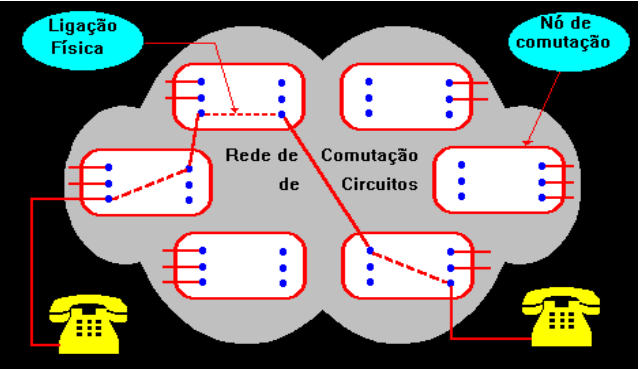 Ligação
Física
Nó de
comutação
Rede de Comutação
de Circuitos